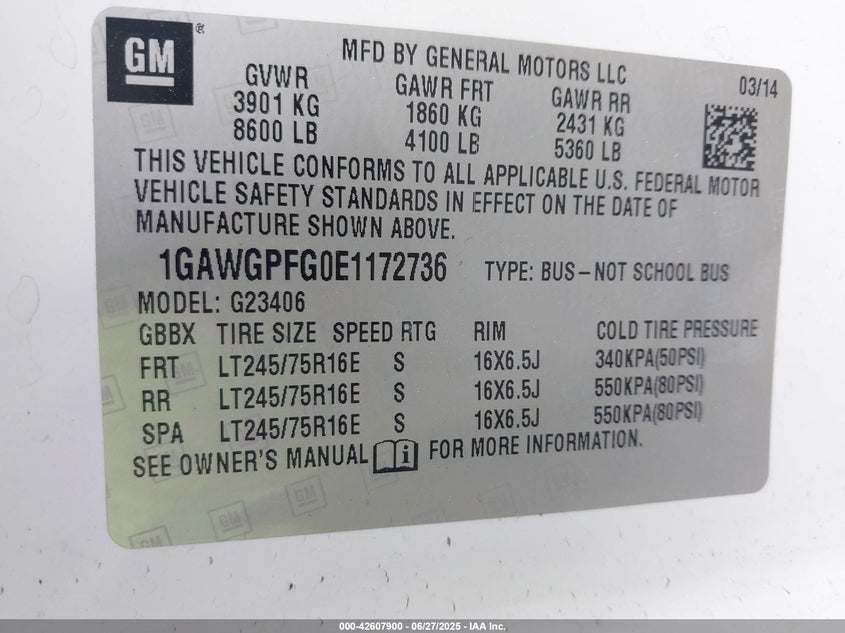 GM ®
MFD BY GENERAL MOTORS LLC
03/14
GVWR GAWR FRT GAWR RR
3901 KG 1860 KG 2431 KG
8600 LB 4100 LB 5360 LB
THIS VEHICLE CONFORMS TO ALL APPLICABLE U.S. FEDERAL MOTOR
VEHICLE SAFETY STANDARDS IN EFFECT ON THE DATE OF
MANUFACTURE SHOWN ABOVE.
1GAWGPFG0E1172736 TYPE: BUS-NOT SCHOOL BUS
MODEL: G23406
GBBX TIRE SIZE SPEED RTG RIM COLD TIRE PRESSURE
FRT LT245/75R16E S 16X6.5J 340KPA(50PSI)
RR LT245/75R16E S 16X6.5J 550KPA(80PSI)
SPA LT245/75R16E S 16X6.5J 550KPA(80PSI)
SEE OWNER'S MANUAL i FOR MORE INFORMATION.
000-42607900 - 06/27/2025 - IAA Inc.